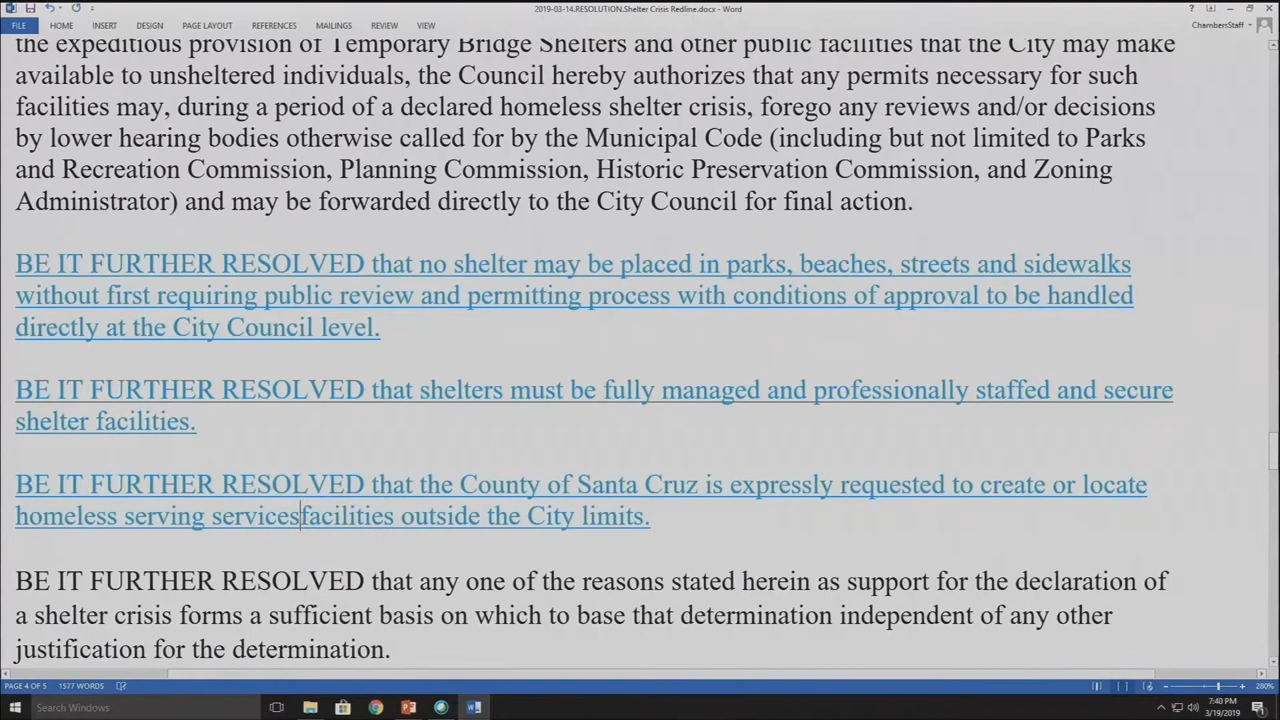 2019-03-14.RESOLUTION.Shelter Crisis Redline.docx - Word
FILE HOME INSERT DESIGN PAGE LAYOUT REFERENCES MAILINGS REVIEW VIEW ChambersStaff
the expeditious provision of Temporary Bridge Shelters and other public facilities that the City may make
available to unsheltered individuals, the Council hereby authorizes that any permits necessary for such
facilities may, during a period of a declared homeless shelter crisis, forego any reviews and/or decisions
by lower hearing bodies otherwise called for by the Municipal Code (including but not limited to Parks
and Recreation Commission, Planning Commission, Historic Preservation Commission, and Zoning
Administrator) and may be forwarded directly to the City Council for final action.
BE IT FURTHER RESOLVED that no shelter may be placed in parks, beaches, streets and sidewalks
without first requiring public review and permitting process with conditions of approval to be handled
directly at the City Council level.
BE IT FURTHER RESOLVED that shelters must be fully managed and professionally staffed and secure
shelter facilities.
BE IT FURTHER RESOLVED that the County of Santa Cruz is expressly requested to create or locate
homeless serving servicesfacilities outside the City limits.
BE IT FURTHER RESOLVED that any one of the reasons stated herein as support for the declaration of
a shelter crisis forms a sufficient basis on which to base that determination independent of any other
justification for the determination.
PAGE 4 OF 5 1577 WORDS 280%
Search Windows 7:40 PM
3/19/2019